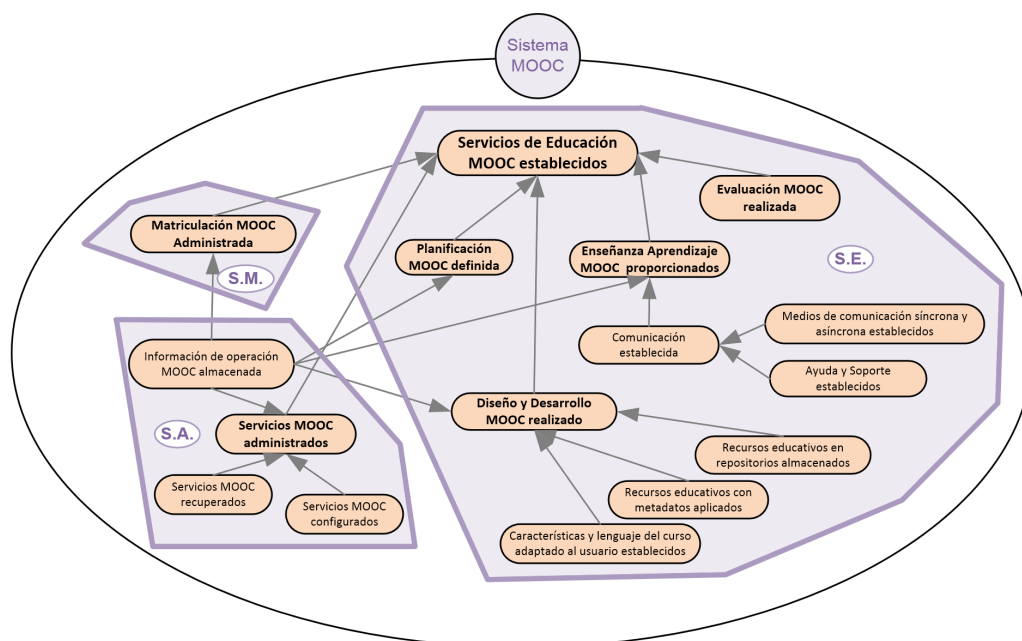 Sistema
MOOC
Servicios de Educación
MOOC establecidos
Evaluación MOOC
realizada
Matriculación MOOC
Administrada
S.M.
Planificación
MOOC definida
Enseñanza Aprendizaje
MOOC proporcionados
S.E.
Medios de comunicación síncrona y
asíncrona establecidos
Comunicación
establecida
Ayuda y Soporte
establecidos
Información de operación
MOOC almacenada
Diseño y Desarrollo
MOOC realizado
S.A.
Servicios MOOC
administrados
Recursos educativos en
repositorios almacenados
Servicios MOOC
recuperados
Servicios MOOC
configurados
Recursos educativos con
metadatos aplicados
Características y lenguaje del curso
adaptado al usuario establecidos